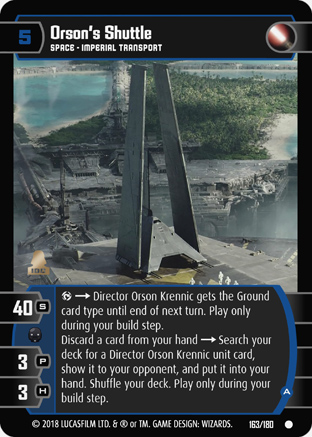 5
Orson's Shuttle
SPACE • IMPERIAL TRANSPORT
40 S
3 P
3 H
→ Director Orson Krennic gets the Ground
card type until end of next turn. Play only
during your build step.
Discard a card from your hand → Search your
deck for a Director Orson Krennic unit card,
show it to your opponent, and put it into your
hand. Shuffle your deck. Play only during your
build step.
A
© 2018 LUCASFILM LTD. & ® or TM. GAME DESIGN: WIZARDS.
163/180